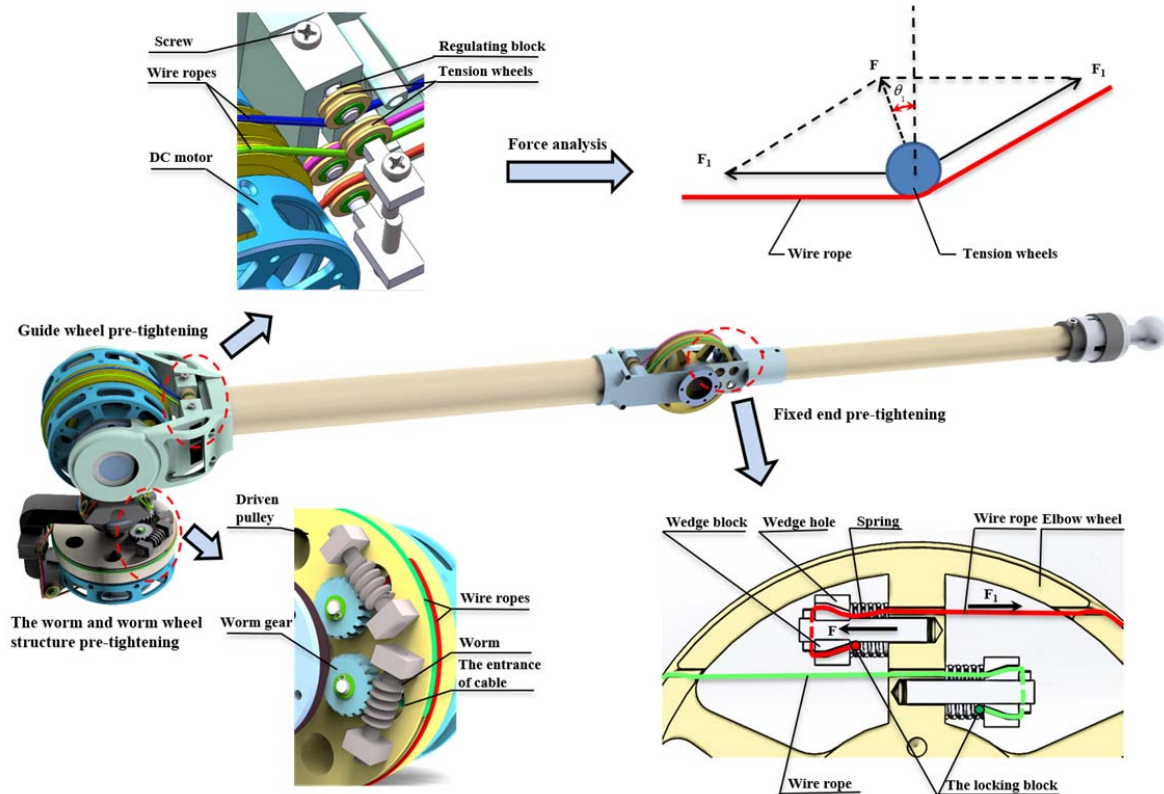 Screw
Wire ropes
DC motor
Regulating block
Tension wheels
Force analysis
F
θ1
F1
F1
Wire rope
Tension wheels
Guide wheel pre-tightening
Fixed end pre-tightening
The worm and worm wheel
structure pre-tightening
Driven
pulley
Worm gear
Wire ropes
Worm
The entrance
of cable
Wedge block
Wedge hole
Spring
Wire rope
Elbow wheel
F1
F
Wire rope
The locking block